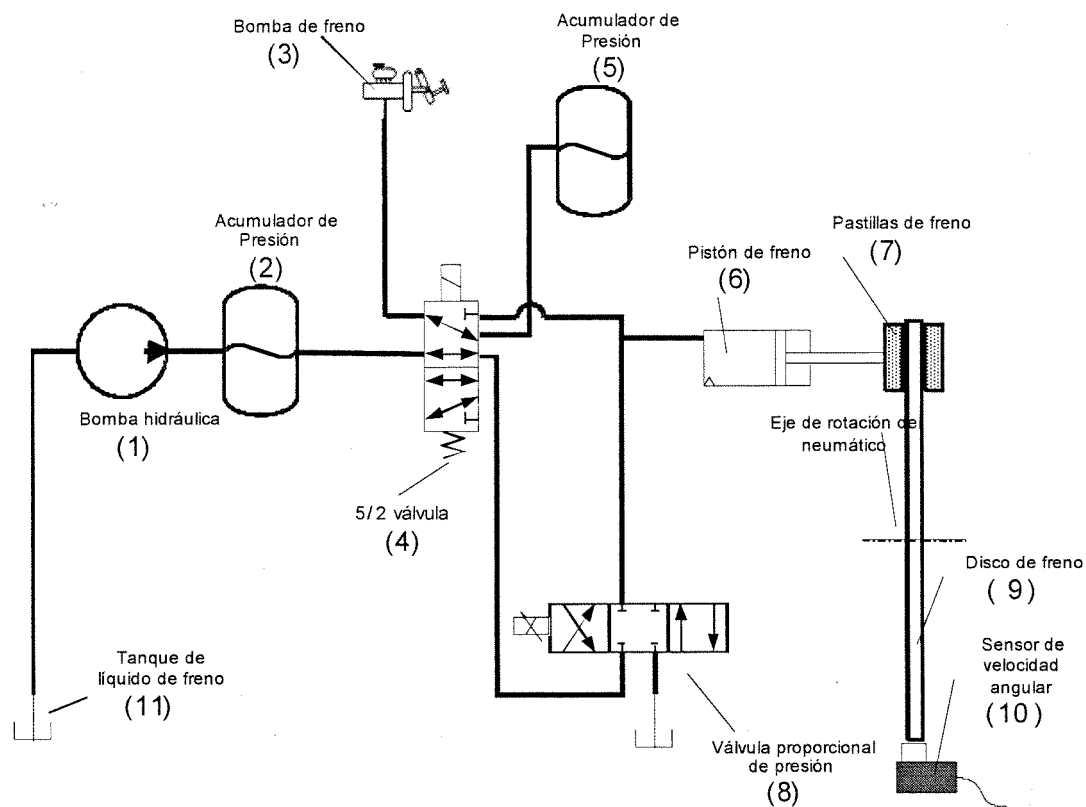 Bomba de freno
(3)
Acumulador de
Presión
(5)
Acumulador de
Presión
(2)
Pastillas de freno
(7)
Pistón de freno
(6)
Bomba hidráulica
(1)
Eje de rotación del
neumático
5/2 válvula
(4)
Disco de freno
(9)
Tanque de
líquido de freno
(11)
Sensor de
velocidad
angular
(10)
Válvula proporcional
de presión
(8)